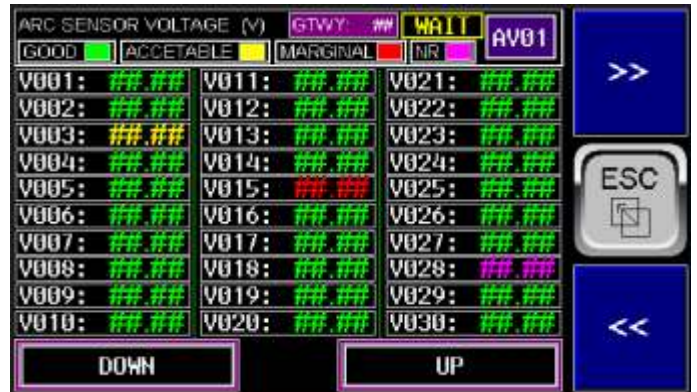 ARC SENSOR VOLTAGE (V) GTWY: ## WAIT AV01
GOOD ACCETABLE MARGINAL NR
V001: ##.## V011: ##.## V021: ##.##
V002: ##.## V012: ##.## V022: ##.##
V003: ##.## V013: ##.## V023: ##.##
V004: ##.## V014: ##.## V024: ##.##
V005: ##.## V015: ##.## V025: ##.##
V006: ##.## V016: ##.## V026: ##.##
V007: ##.## V017: ##.## V027: ##.##
V008: ##.## V018: ##.## V028: ##.##
V009: ##.## V019: ##.## V029: ##.##
V010: ##.## V020: ##.## V030: ##.##
DOWN UP
>>
ESC
<<